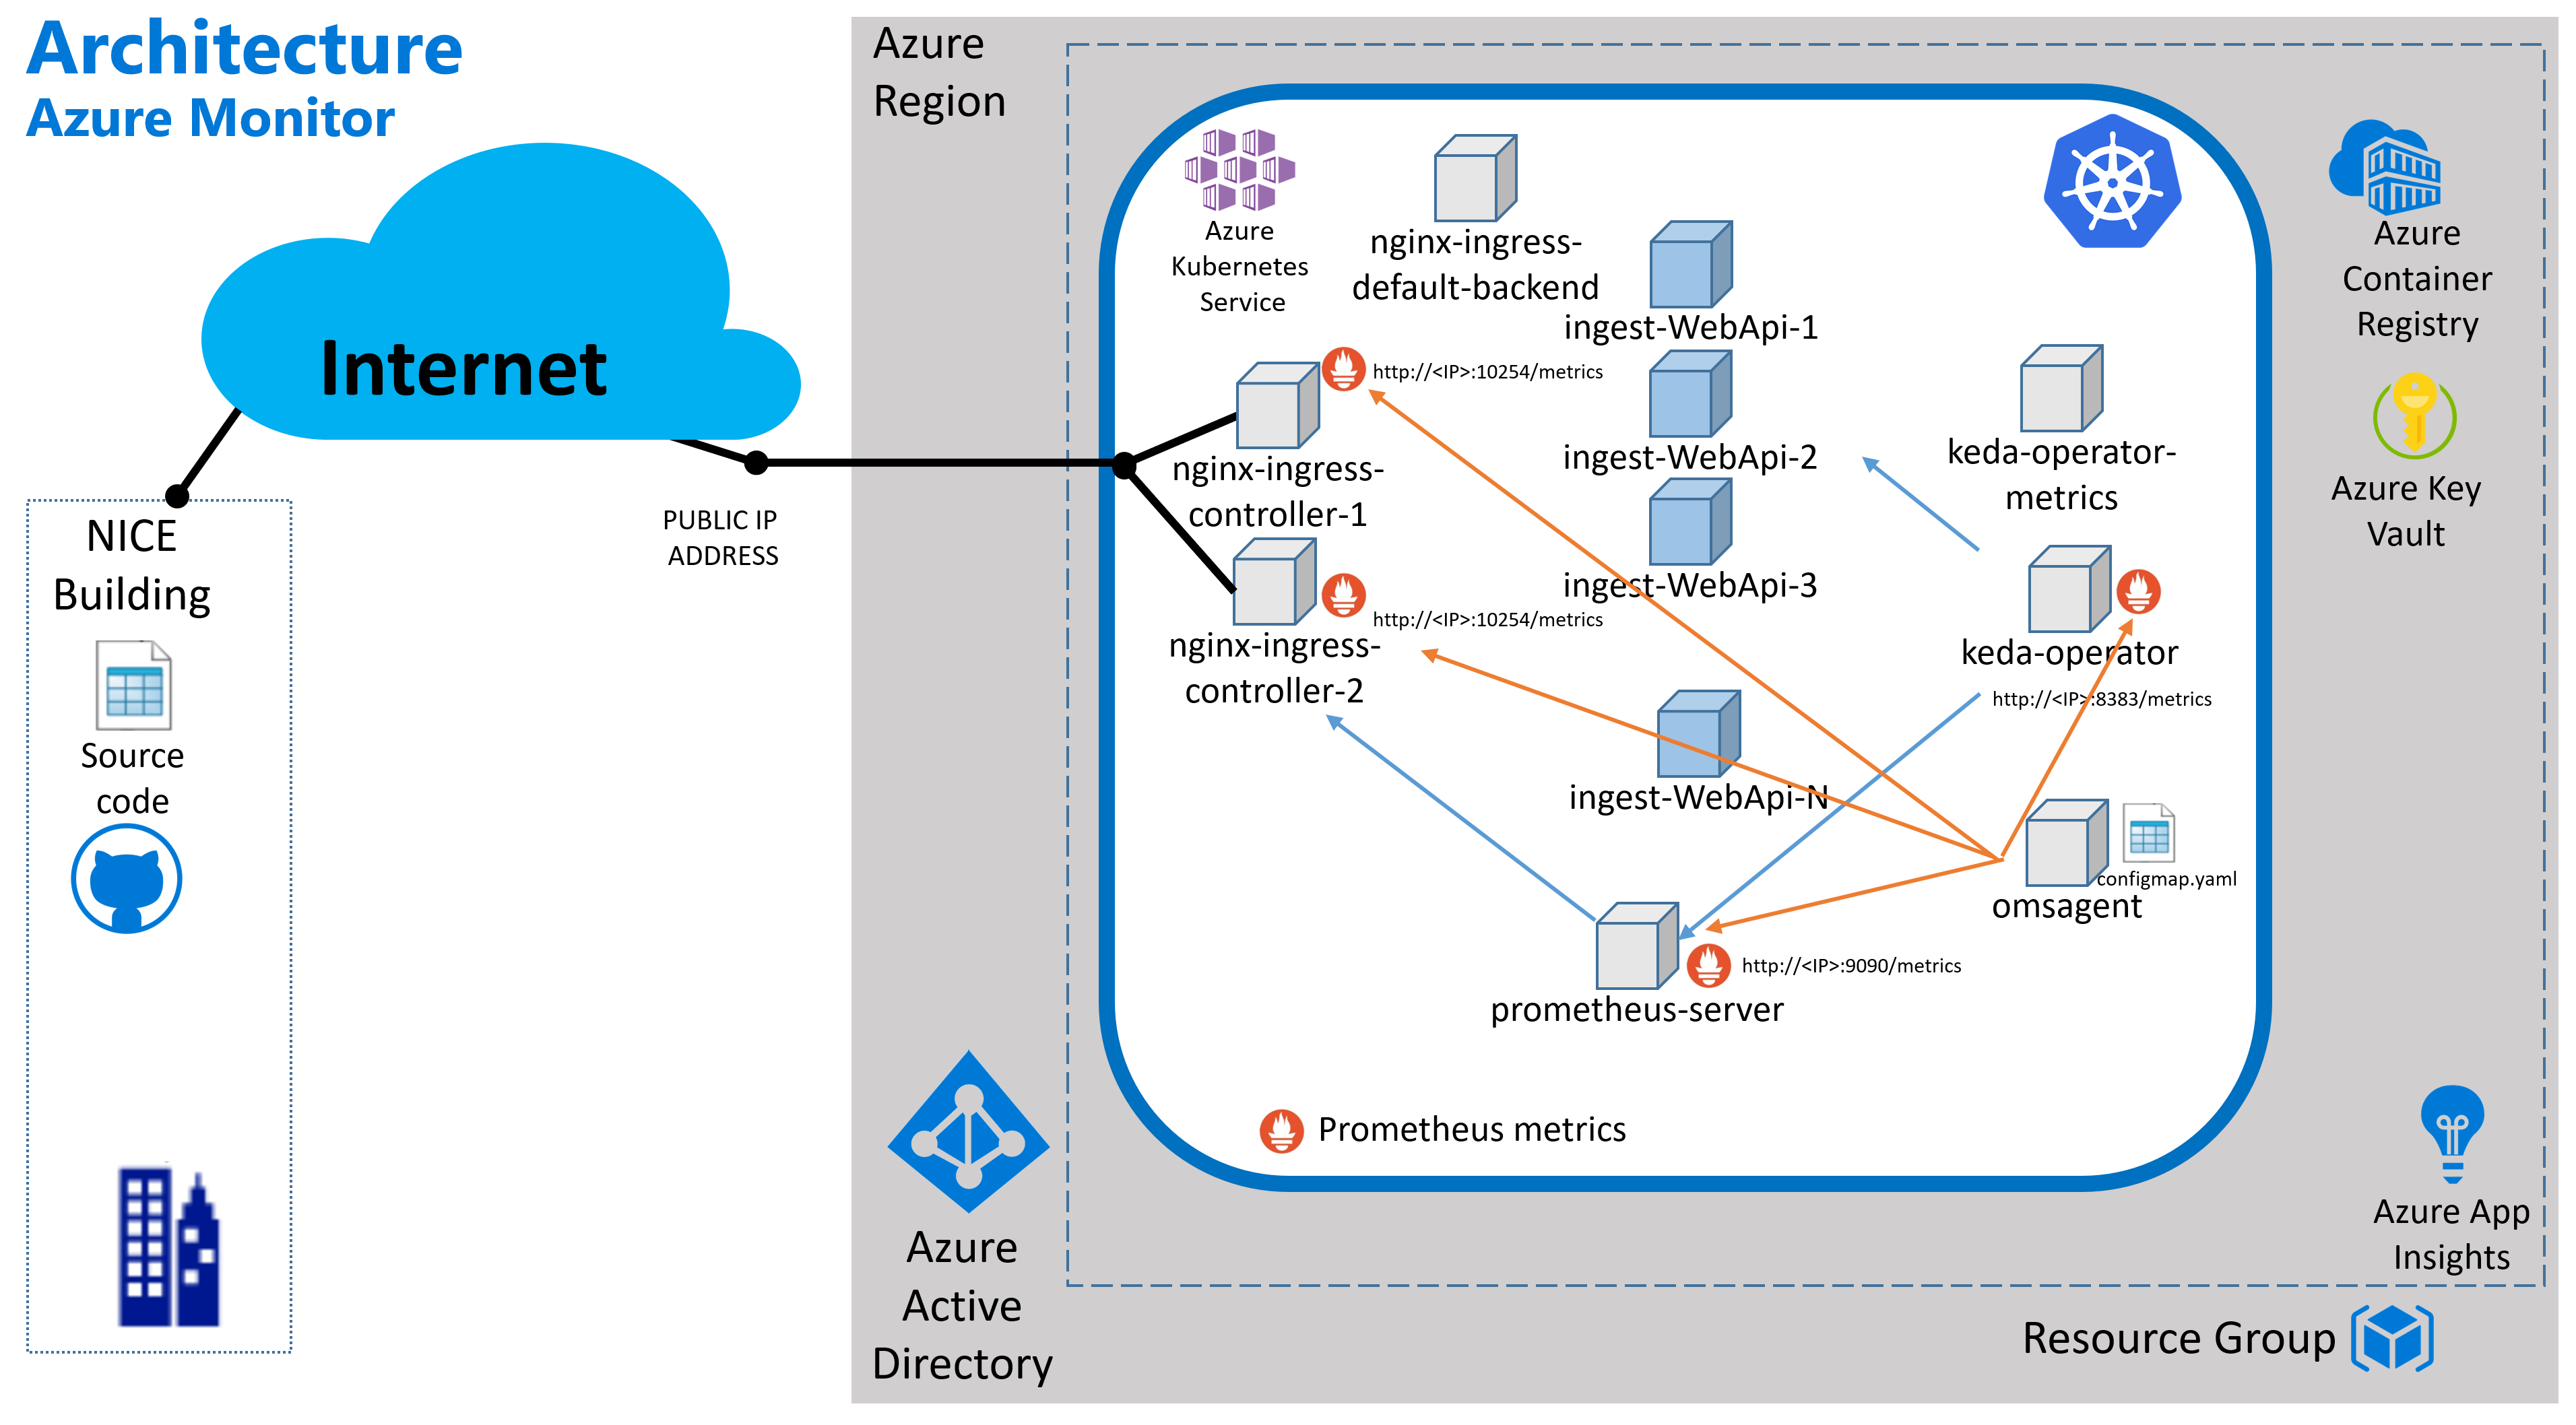 Architecture
Azure Monitor
Internet
NICE
Building
Source
code
PUBLIC IP
ADDRESS
Azure
Region
Azure
Kubernetes
Service
nginx-ingress-
default-backend
ingest-WebApi-1
http://<IP>:10254/metrics
nginx-ingress-
controller-1
ingest-WebApi-2
keda-operator-
metrics
ingest-WebApi-3
http://<IP>:10254/metrics
nginx-ingress-
controller-2
keda-operator
http://<IP>:8383/metrics
ingest-WebApi-N
configmap.yaml
omsagent
http://<IP>:9090/metrics
prometheus-server
Prometheus metrics
Azure
Container
Registry
Azure Key
Vault
Azure App
Insights
Azure
Active
Directory
Resource Group